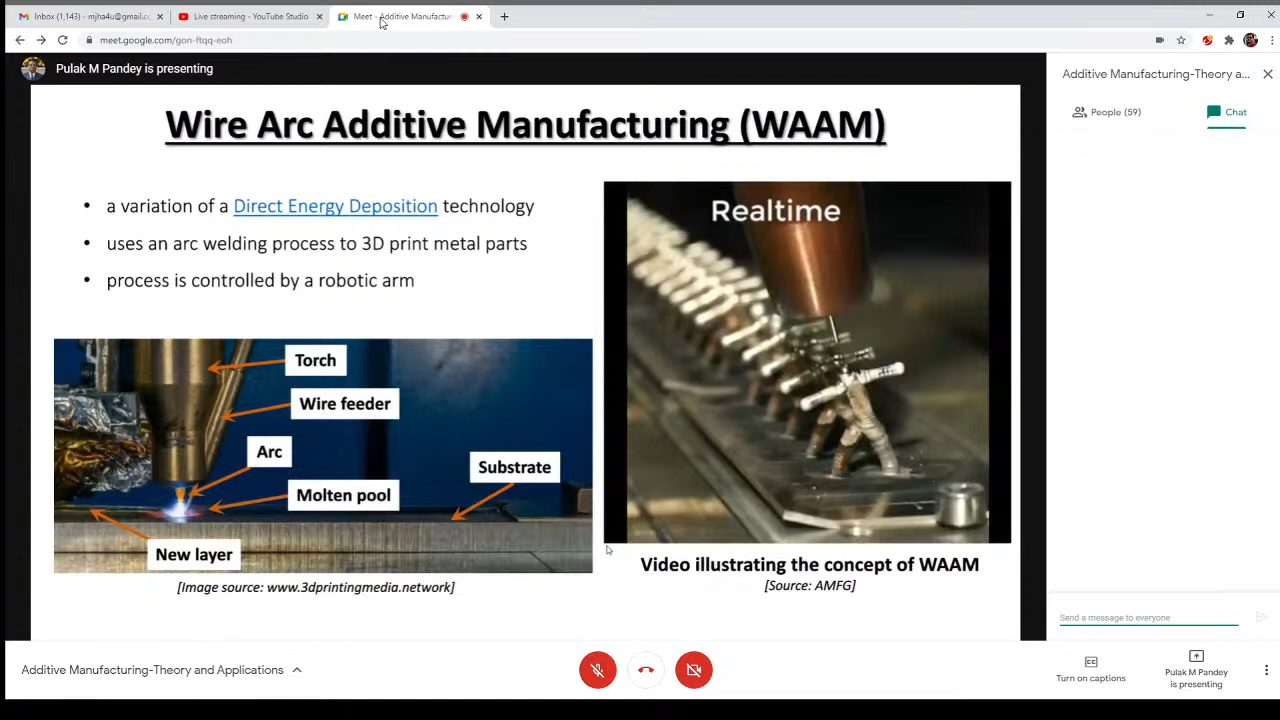 Inbox (1,143) - mjha4u@gmail.c
Live streaming - YouTube Studio
Meet - Additive Manufactur
meet.google.com/gon-ftqq-eoh
Pulak M Pandey is presenting
Additive Manufacturing-Theory a...
People (59)
Chat
Wire Arc Additive Manufacturing (WAAM)
• a variation of a Direct Energy Deposition technology
• uses an arc welding process to 3D print metal parts
• process is controlled by a robotic arm
Realtime
Torch
Wire feeder
Arc
Substrate
Molten pool
New layer
[Image source: www.3dprintingmedia.network]
Video illustrating the concept of WAAM
[Source: AMFG]
Send a message to everyone
Additive Manufacturing-Theory and Applications
Turn on captions
Pulak M Pandey
is presenting